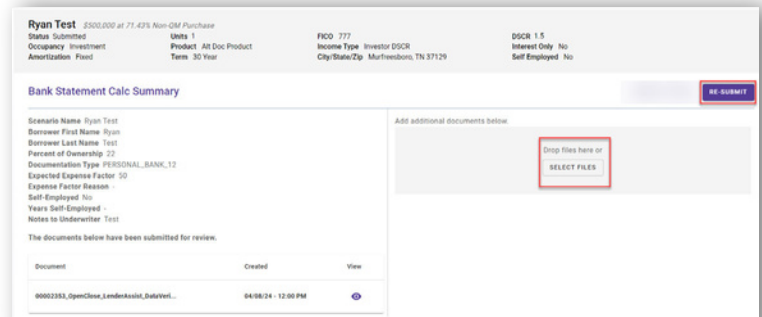 Ryan Test $500,000 at 71.43% Non-QM Purchase
Status Submitted Units 1 FICO 777 DSCR 1.5
Occupancy Investment Product Alt Doc Product Income Type Investor DSCR Interest Only No
Amortization Fixed Term 30 Year City/State/Zip Murfreesboro, TN 37129 Self Employed No
Bank Statement Calc Summary
RE-SUBMIT
Scenario Name Ryan Test
Borrower First Name Ryan
Borrower Last Name Test
Percent of Ownership 22
Documentation Type PERSONAL_BANK_12
Expected Expense Factor 50
Expense Factor Reason -
Self-Employed No
Years Self-Employed -
Notes to Underwriter Test
The documents below have been submitted for review.
Document Created View
00002353_OpenClose_LenderAssist_DataVeri... 04/08/24 - 12:00 PM
Add additional documents below
Drop files here or
SELECT FILES